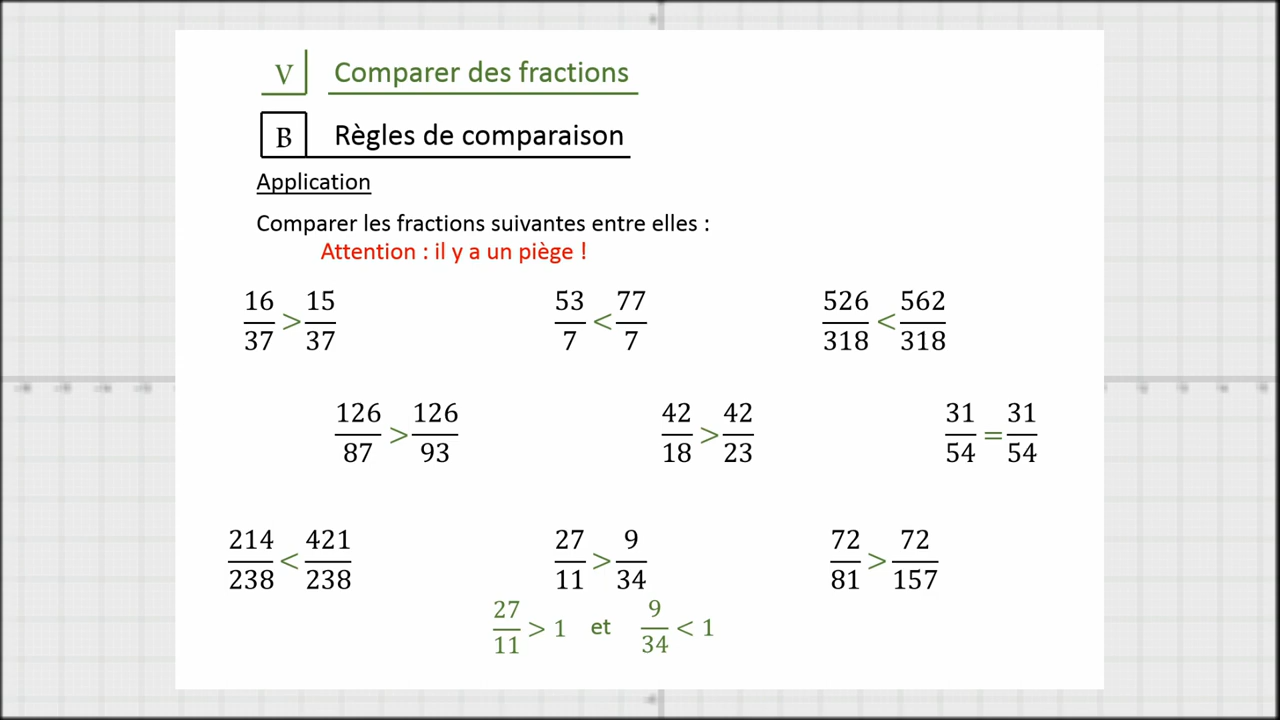 V Comparer des fractions
B Règles de comparaison
Application
Comparer les fractions suivantes entre elles :
Attention : il y a un piège !
16/37 > 15/37 53/7 < 77/7 526/318 < 562/318
126/87 > 126/93 42/18 > 42/23 31/54 = 31/54
214/238 < 421/238 27/11 > 9/34 72/81 > 72/157
27/11 > 1 et 9/34 < 1